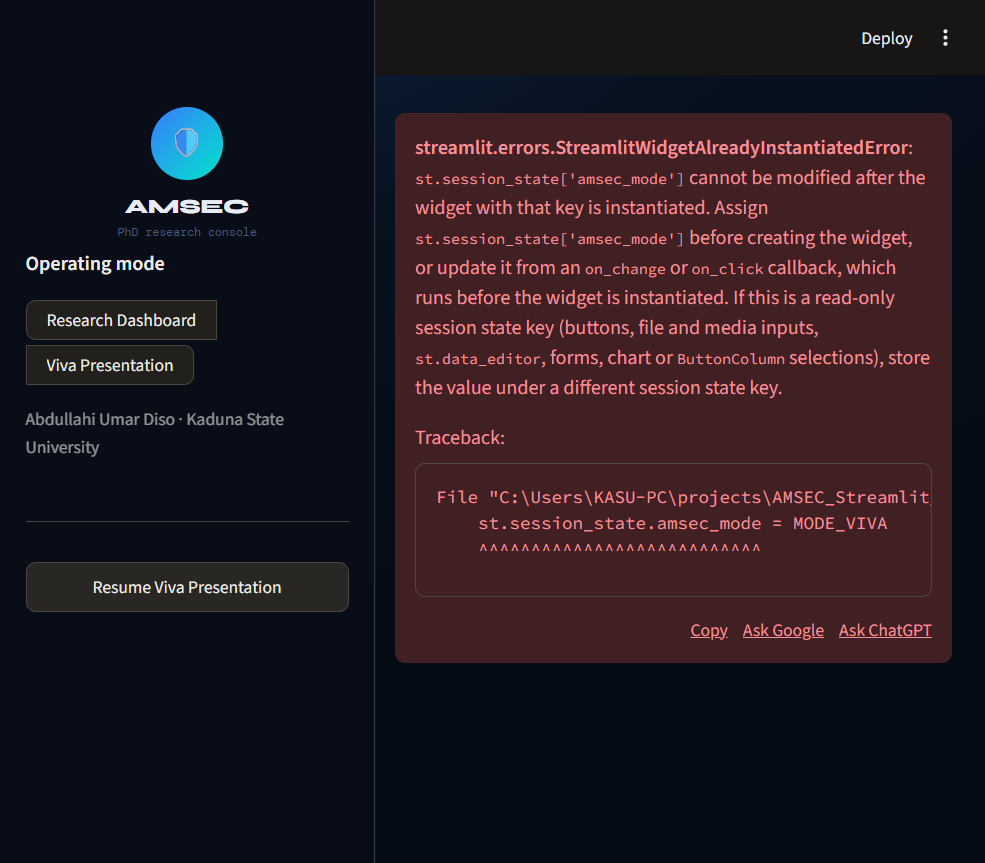 Deploy
AMSEC
PhD research console
Operating mode
Research Dashboard
Viva Presentation
Abdullahi Umar Diso · Kaduna State
University
Resume Viva Presentation
streamlit.errors.StreamlitWidgetAlreadyInstantiatedError:
st.session_state['amsec_mode'] cannot be modified after the
widget with that key is instantiated. Assign
st.session_state['amsec_mode'] before creating the widget,
or update it from an on_change or on_click callback, which
runs before the widget is instantiated. If this is a read-only
session state key (buttons, file and media inputs,
st.data_editor, forms, chart or ButtonColumn selections), store
the value under a different session state key.
Traceback:
File "C:\Users\KASU-PC\projects\AMSEC_Streamlit_
st.session_state.amsec_mode = MODE_VIVA
^^^^^^^^^^^^^^^^^^^^^^^^^^^
Copy Ask Google Ask ChatGPT